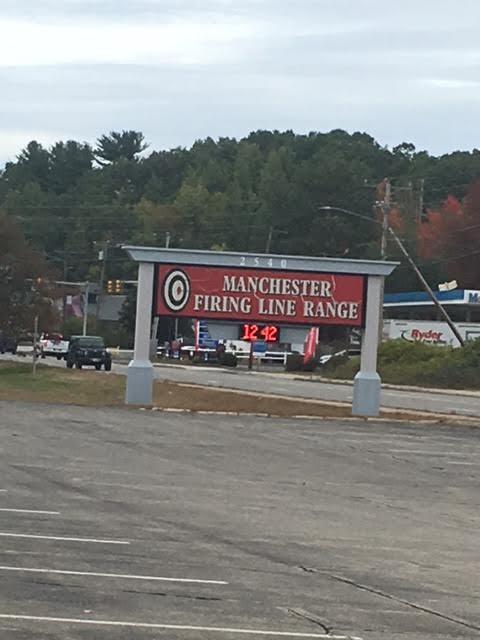 2540
MANCHESTER
FIRING LINE RANGE
12:42
Ryder